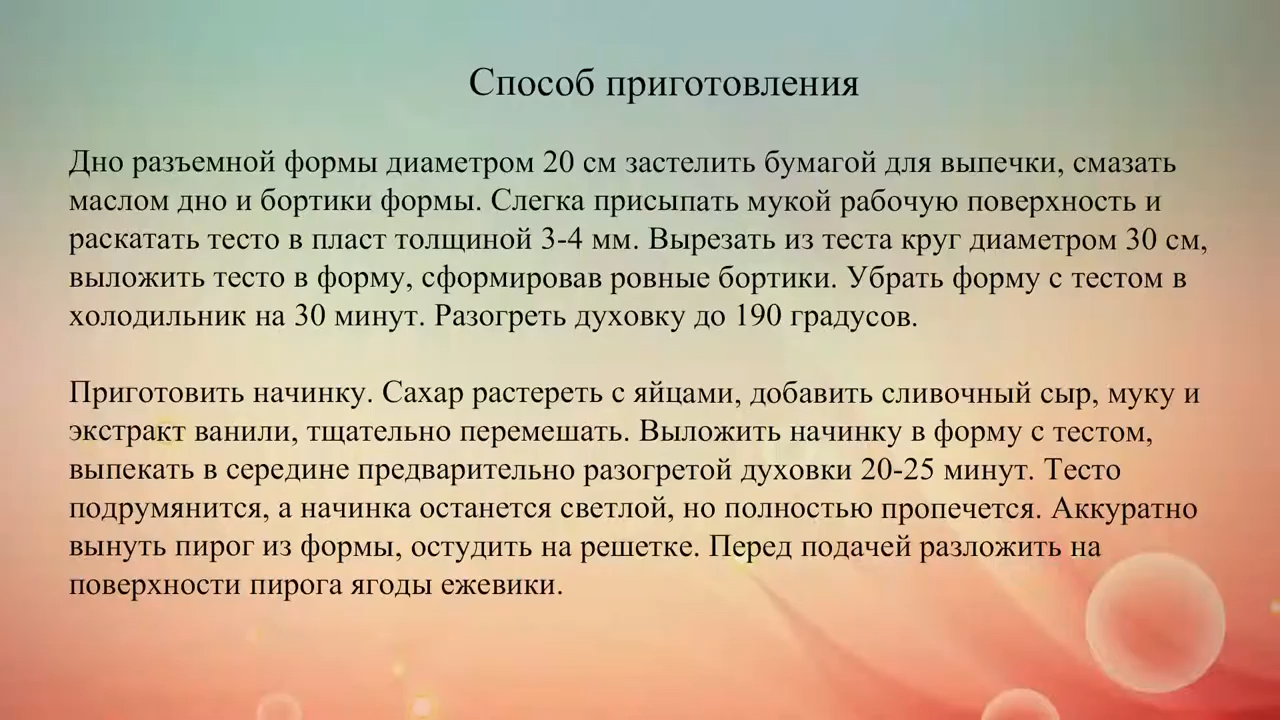 Способ приготовления
Дно разъемной формы диаметром 20 см застелить бумагой для выпечки, смазать
маслом дно и бортики формы. Слегка присыпать мукой рабочую поверхность и
раскатать тесто в пласт толщиной 3-4 мм. Вырезать из теста круг диаметром 30 см,
выложить тесто в форму, сформировав ровные бортики. Убрать форму с тестом в
холодильник на 30 минут. Разогреть духовку до 190 градусов.
Приготовить начинку. Сахар растереть с яйцами, добавить сливочный сыр, муку и
экстракт ванили, тщательно перемешать. Выложить начинку в форму с тестом,
выпекать в середине предварительно разогретой духовки 20-25 минут. Тесто
подрумянится, а начинка останется светлой, но полностью пропечется. Аккуратно
вынуть пирог из формы, остудить на решетке. Перед подачей разложить на
поверхности пирога ягоды ежевики.